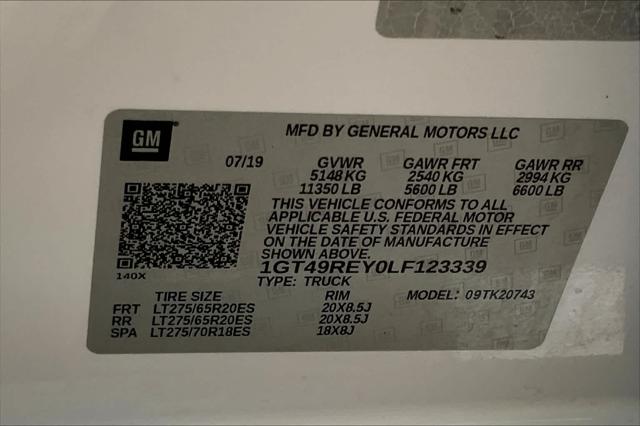 GM
MFD BY GENERAL MOTORS LLC
07/19 GVWR GAWR FRT GAWR RR
5148 KG 2540 KG 2994 KG
11350 LB 5600 LB 6600 LB
THIS VEHICLE CONFORMS TO ALL
APPLICABLE U.S. FEDERAL MOTOR
VEHICLE SAFETY STANDARDS IN EFFECT
ON THE DATE OF MANUFACTURE
SHOWN ABOVE.
140X 1GT49REY0LF123339
TYPE: TRUCK
TIRE SIZE RIM MODEL: 09TK20743
FRT LT275/65R20ES 20X8.5J
RR LT275/65R20ES 20X8.5J
SPA LT275/70R18ES 18X8J